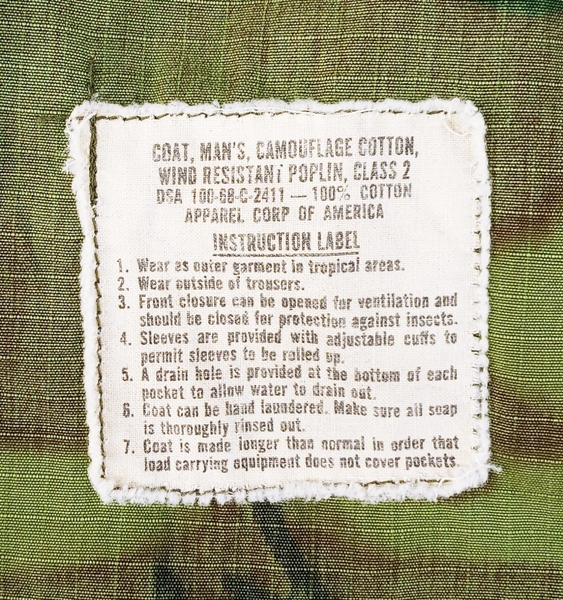 COAT, MAN'S, CAMOUFLAGE COTTON,
WIND RESISTANT POPLIN, CLASS 2
DSA 100-68-C-2411 — 100% COTTON
APPAREL CORP OF AMERICA
INSTRUCTION LABEL
1. Wear as outer garment in tropical areas.
2. Wear outside of trousers.
3. Front closure can be opened for ventilation and
should be closed for protection against insects.
4. Sleeves are provided with adjustable cuffs to
permit sleeves to be rolled up.
5. A drain hole is provided at the bottom of each
pocket to allow water to drain out.
6. Coat can be hand laundered. Make sure all soap
is thoroughly rinsed out.
7. Coat is made longer than normal in order that
load carrying equipment does not cover pockets.